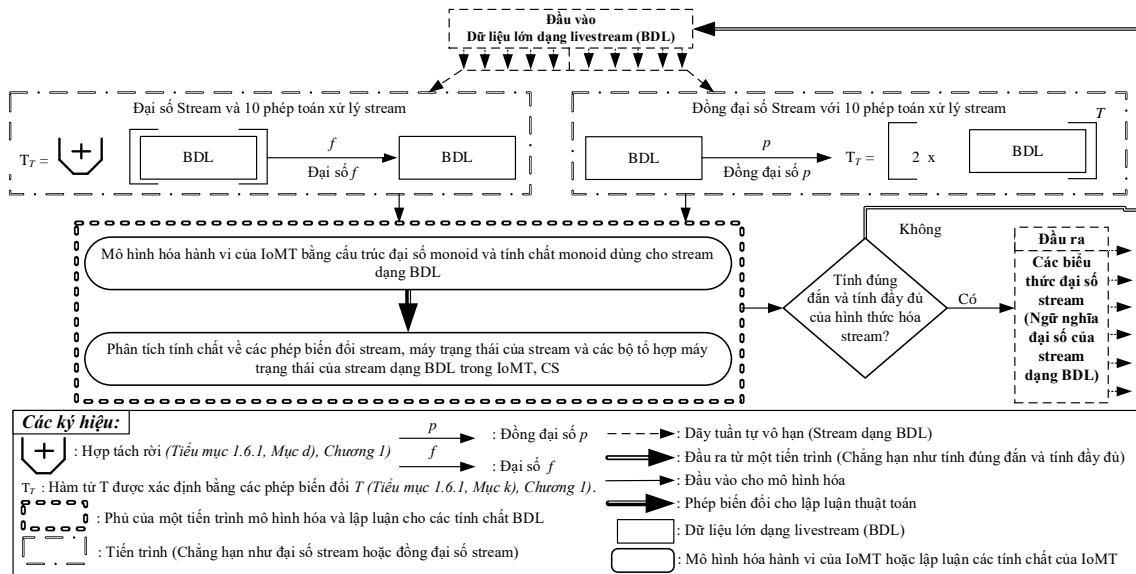 Đầu vào
Dữ liệu lớn dạng livestream (BDL)
Đại số Stream và 10 phép toán xử lý stream
T_T =
BDL
f
Đại số f
BDL
Đồng đại số Stream với 10 phép toán xử lý stream
BDL
p
Đồng đại số p
T_T =
2 x
BDL
T
Mô hình hóa hành vi của IoMT bằng cấu trúc đại số monoid và tính chất monoid dùng cho stream
dạng BDL
Phân tích tính chất về các phép biến đổi stream, máy trạng thái của stream và các bộ tổ hợp máy
trạng thái của stream dạng BDL trong IoMT, CS
Tính đúng
đắn và tính đầy đủ
của hình thức hóa
stream?
Không
Có
Đầu ra
Các biểu
thức đại số
stream
(Ngữ nghĩa
đại số của
stream
dạng BDL)
Các ký hiệu:
: Hợp tách rời (Tiểu mục 1.6.1, Mục d), Chương 1)
T_T : Hàm tử T được xác định bằng các phép biến đổi T (Tiểu mục 1.6.1, Mục k), Chương 1).
: Phủ của một tiến trình mô hình hóa và lập luận cho các tính chất BDL
: Tiến trình (Chẳng hạn như đại số stream hoặc đồng đại số stream)
p
: Đồng đại số p
f
: Đại số f
: Dãy tuần tự vô hạn (Stream dạng BDL)
: Đầu ra từ một tiến trình (Chẳng hạn như tính đúng đắn và tính đầy đủ)
: Đầu vào cho mô hình hóa
: Phép biến đổi cho lập luận thuật toán
: Dữ liệu lớn dạng livestream (BDL)
: Mô hình hóa hành vi của IoMT hoặc lập luận các tính chất của IoMT